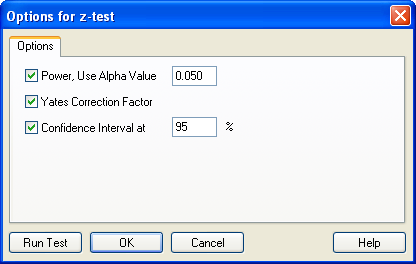 Options for z-test
Options
Power, Use Alpha Value 0.050
Yates Correction Factor
Confidence Interval at 95 %
Run Test OK Cancel Help